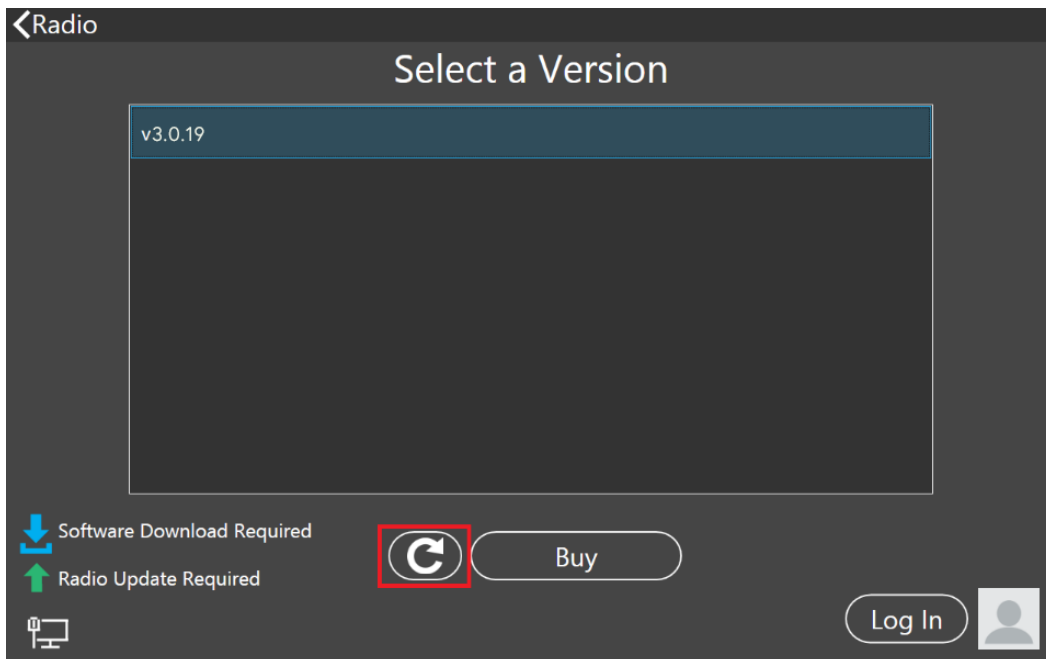 Radio
Select a Version
v3.0.19
Software Download Required
Radio Update Required
Buy
Log In